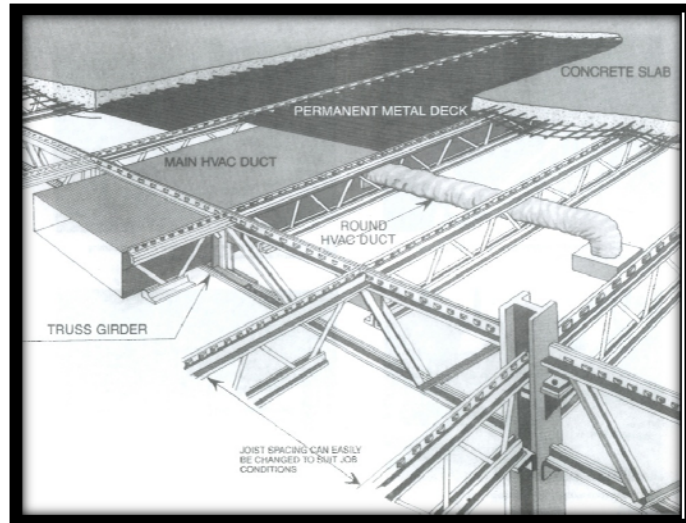 CONCRETE SLAB
PERMANENT METAL DECK
MAIN HVAC DUCT
ROUND
HVAC DUCT
TRUSS GIRDER
JOIST SPACING CAN EASILY
BE CHANGED TO SUIT JOB
CONDITIONS